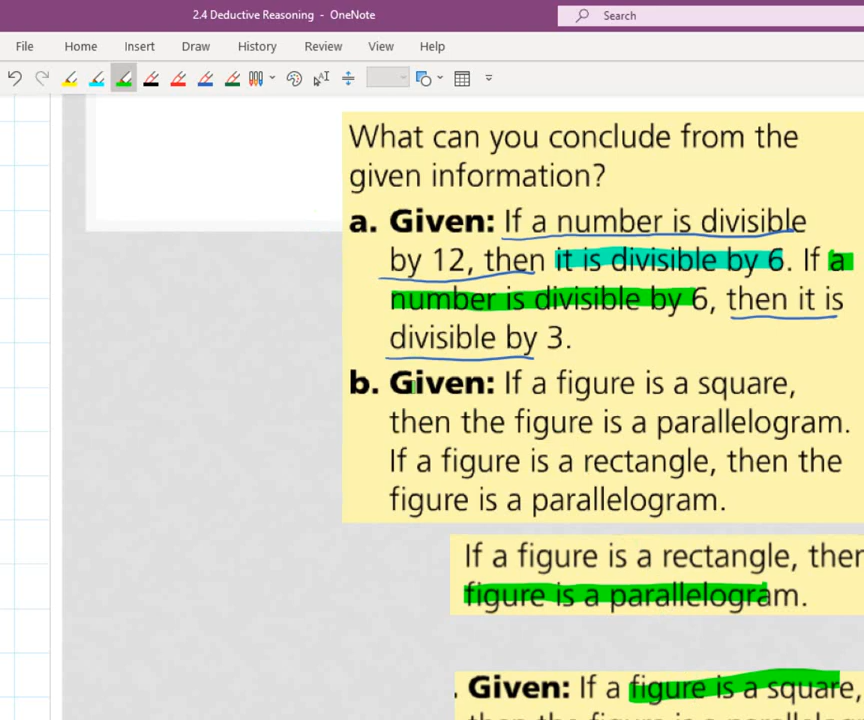 2.4 Deductive Reasoning - OneNote
Search
File Home Insert Draw History Review View Help
What can you conclude from the
given information?
a. Given: If a number is divisible
by 12, then it is divisible by 6. If a
number is divisible by 6, then it is
divisible by 3.
b. Given: If a figure is a square,
then the figure is a parallelogram.
If a figure is a rectangle, then the
figure is a parallelogram.
If a figure is a rectangle, then
figure is a parallelogram.
. Given: If a figure is a square,